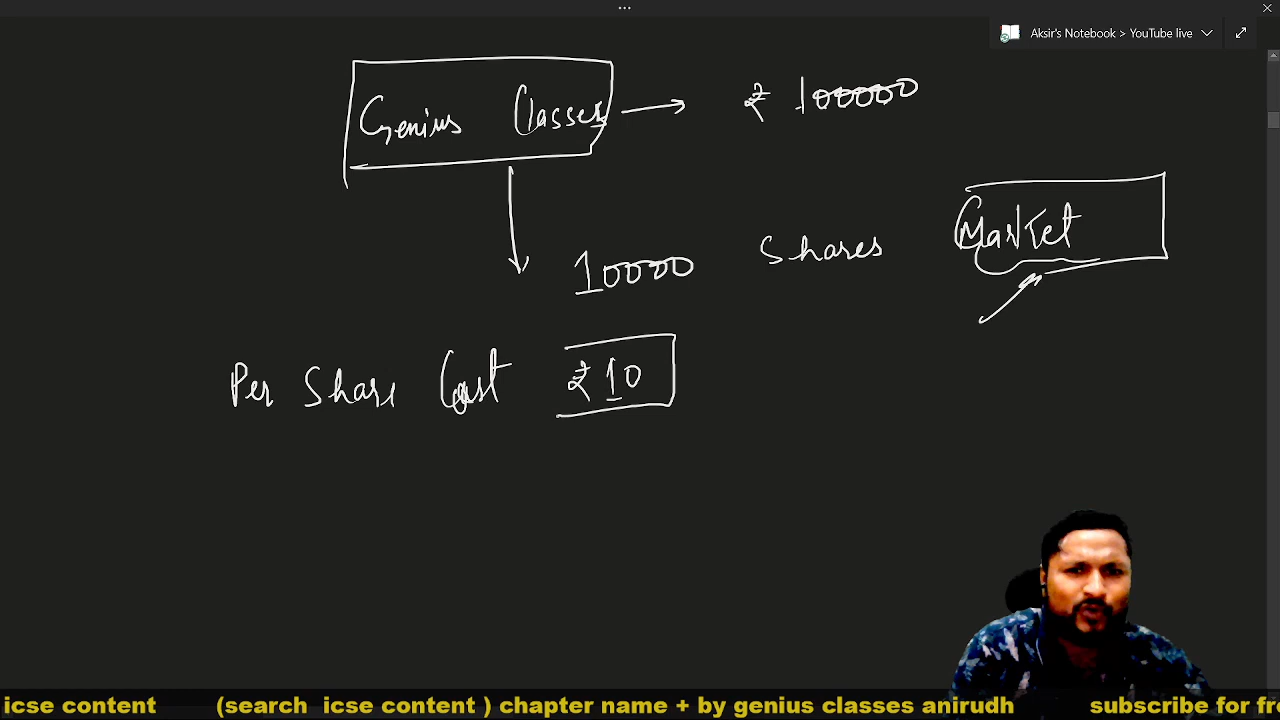 Aksir's Notebook > YouTube live
Genius Classes → ₹ 100000
10000 Shares Market
Per Share Cost ₹10
icse content (search icse content ) chapter name + by genius classes anirudh subscribe for fre